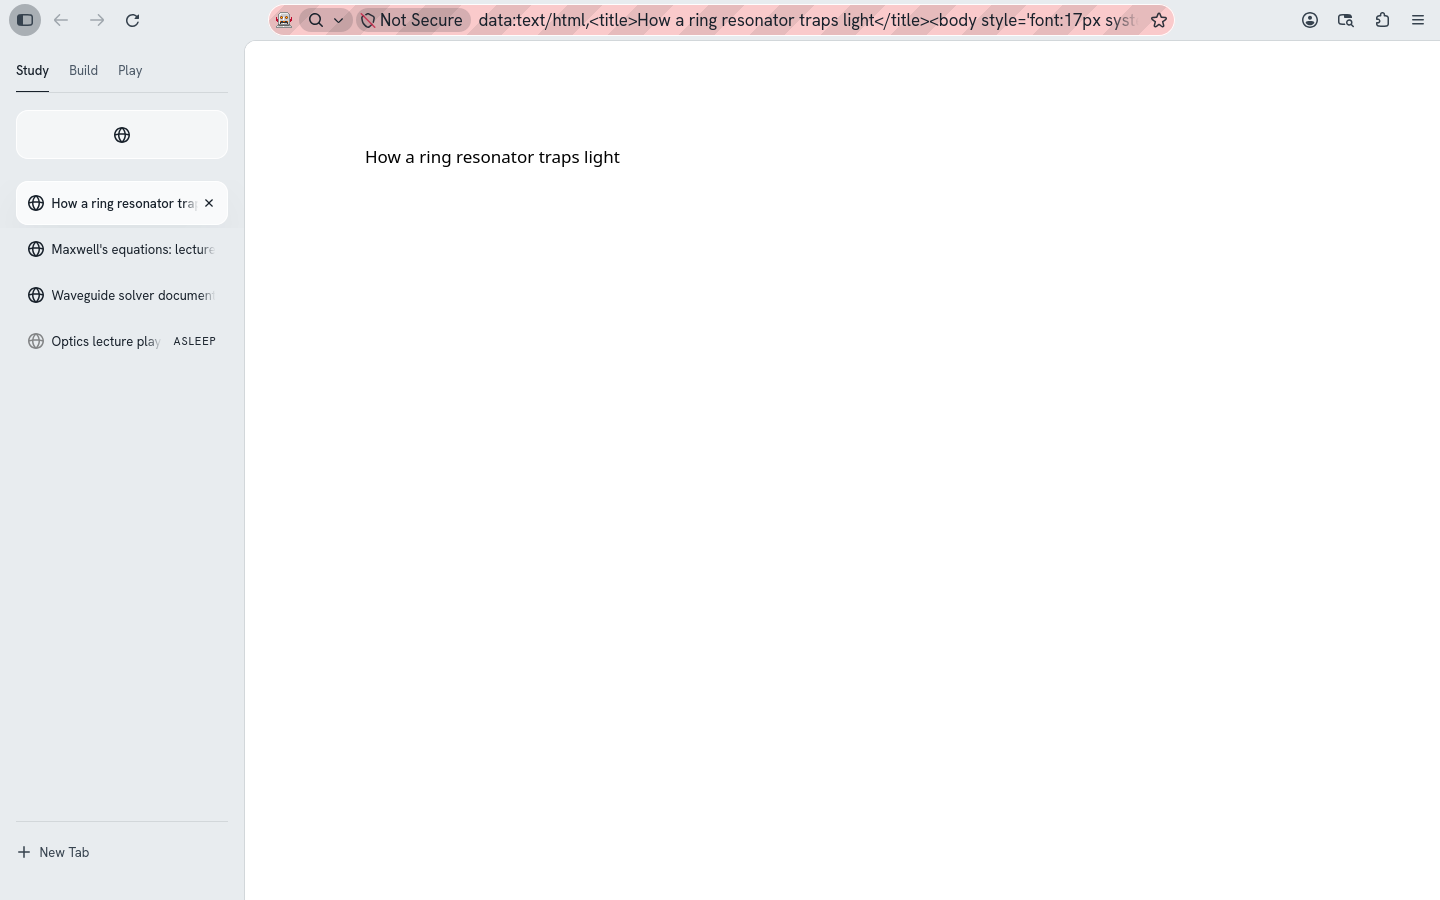 Not Secure
data:text/html,<title>How a ring resonator traps light</title><body style='font:17px syst
Study Build Play
How a ring resonator trap
Maxwell's equations: lecture
Waveguide solver document
Optics lecture play ASLEEP
New Tab
How a ring resonator traps light